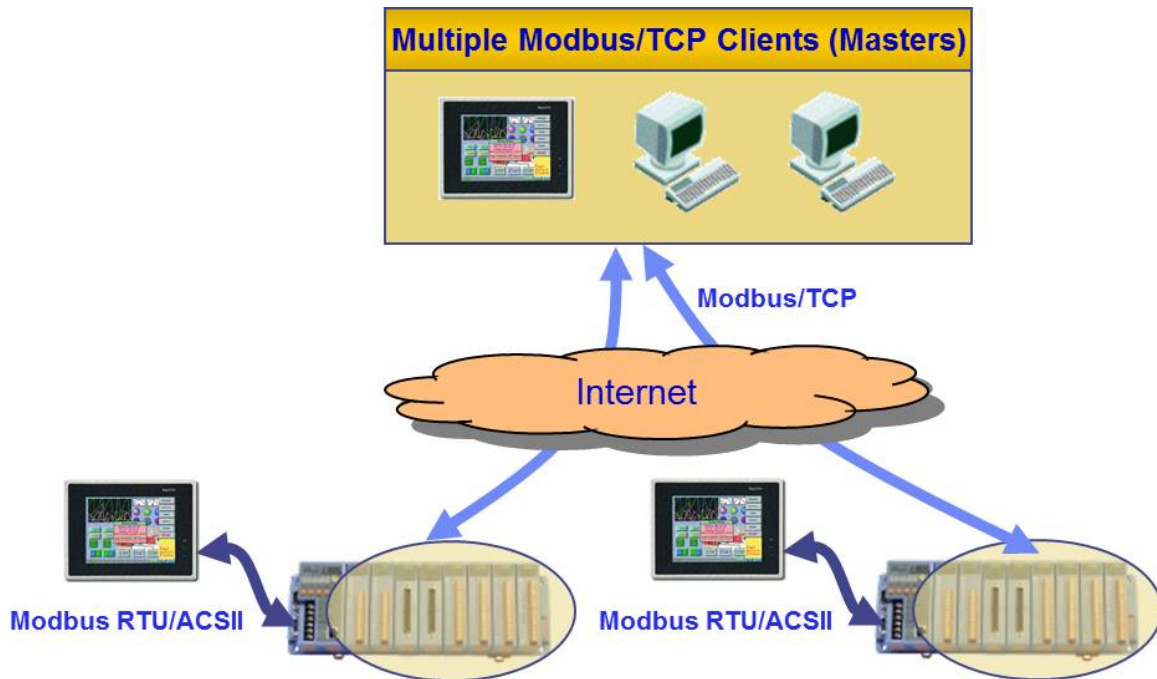 Multiple Modbus/TCP Clients (Masters)
Modbus/TCP
Internet
Modbus RTU/ACSII
Modbus RTU/ACSII